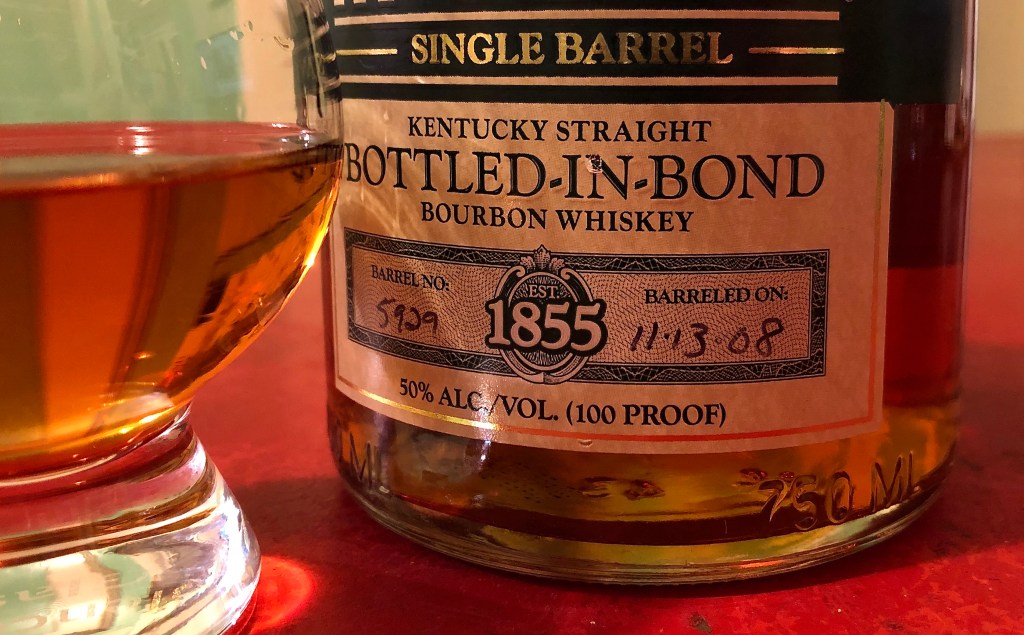 SINGLE BARREL
KENTUCKY STRAIGHT
BOTTLED-IN-BOND
BOURBON WHISKEY
BARREL NO:
5929
EST.
1855
BARRELED ON:
11·13·08
50% ALC./VOL. (100 PROOF)
750 ML